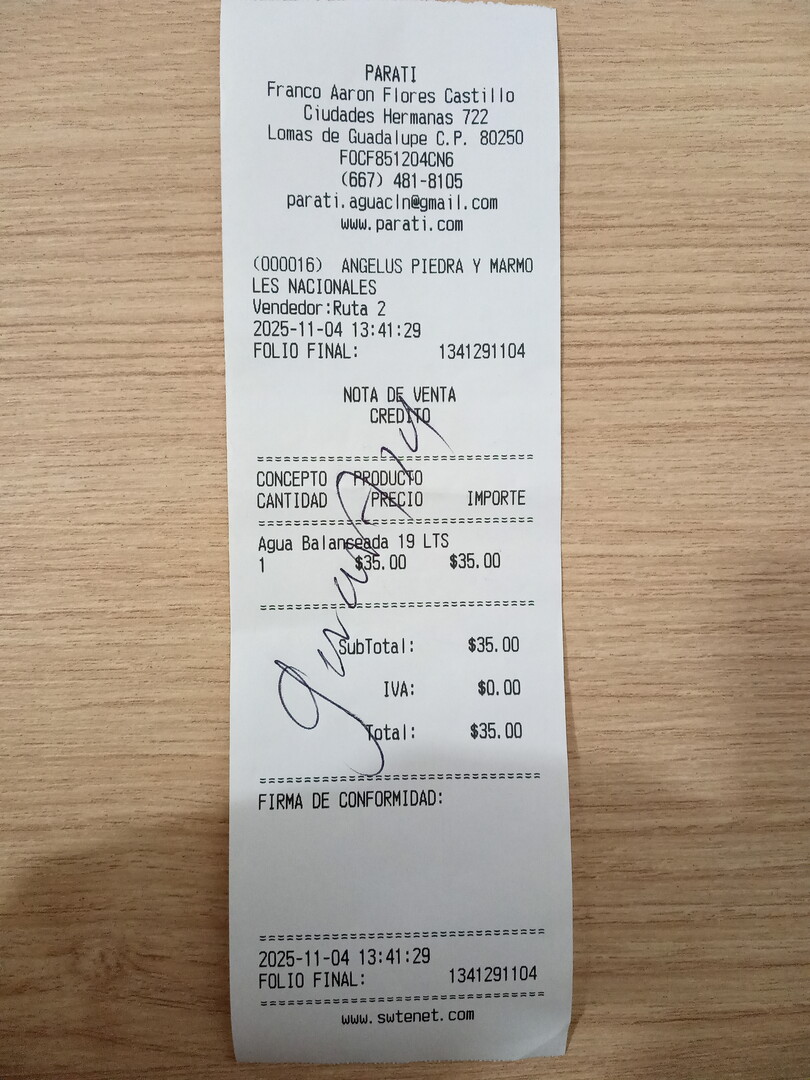 PARATI
Franco Aaron Flores Castillo
Ciudades Hermanas 722
Lomas de Guadalupe C.P. 80250
FOCF851204CN6
(667) 481-8105
parati.aguacln@gmail.com
www.parati.com
(000016) ANGELUS PIEDRA Y MARMO
LES NACIONALES
Vendedor:Ruta 2
2025-11-04 13:41:29
FOLIO FINAL: 1341291104
NOTA DE VENTA
CREDITO
CONCEPTO PRODUCTO
CANTIDAD PRECIO IMPORTE
Agua Balanseada 19 LTS
1 $35.00 $35.00
SubTotal: $35.00
IVA: $0.00
Total: $35.00
FIRMA DE CONFORMIDAD:
2025-11-04 13:41:29
FOLIO FINAL: 1341291104
www.swtenet.com